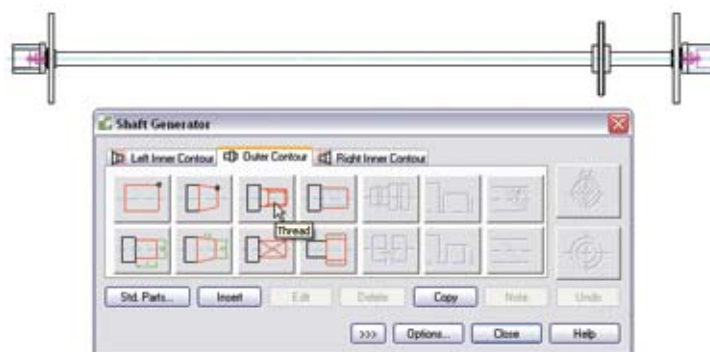 Shaft Generator
Left Inner Contour Outer Contour Right Inner Contour
Thread
Std. Parts... Insert Edit Delete Copy Note Undo
>>> Options... Close Help